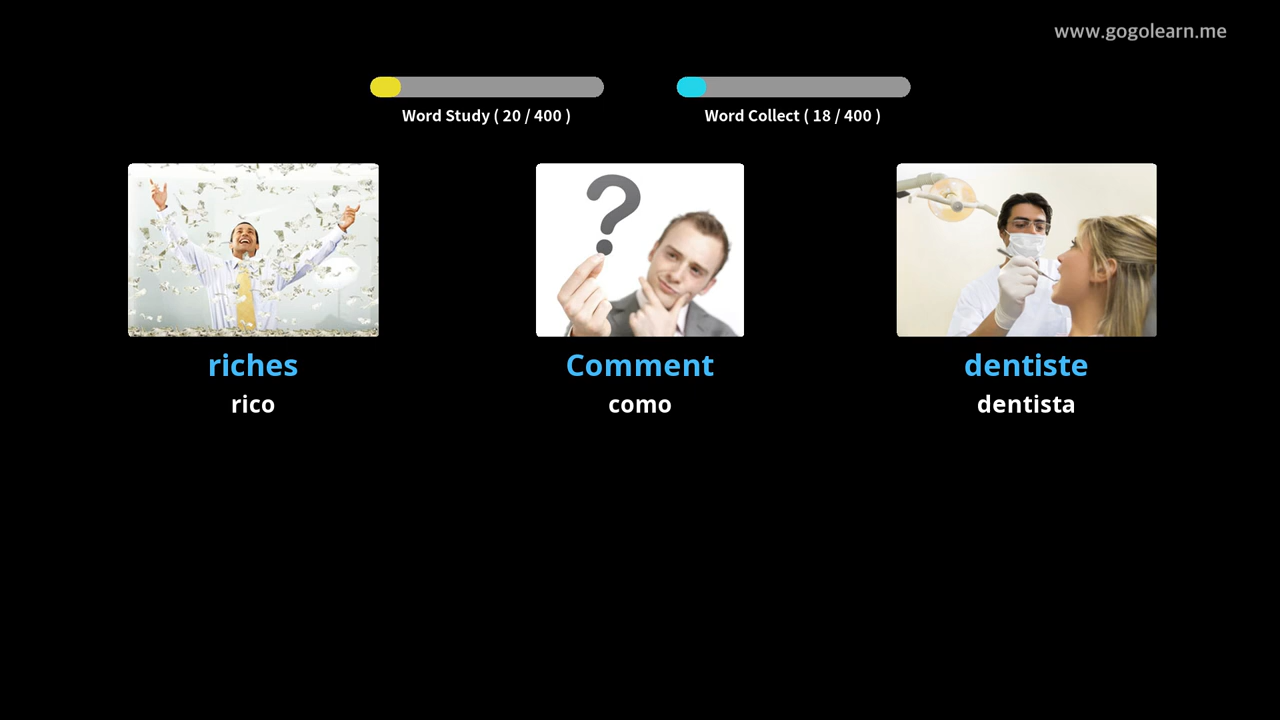 www.gogolearn.me
Word Study ( 20 / 400 )
Word Collect ( 18 / 400 )
riches
rico
Comment
como
dentiste
dentista